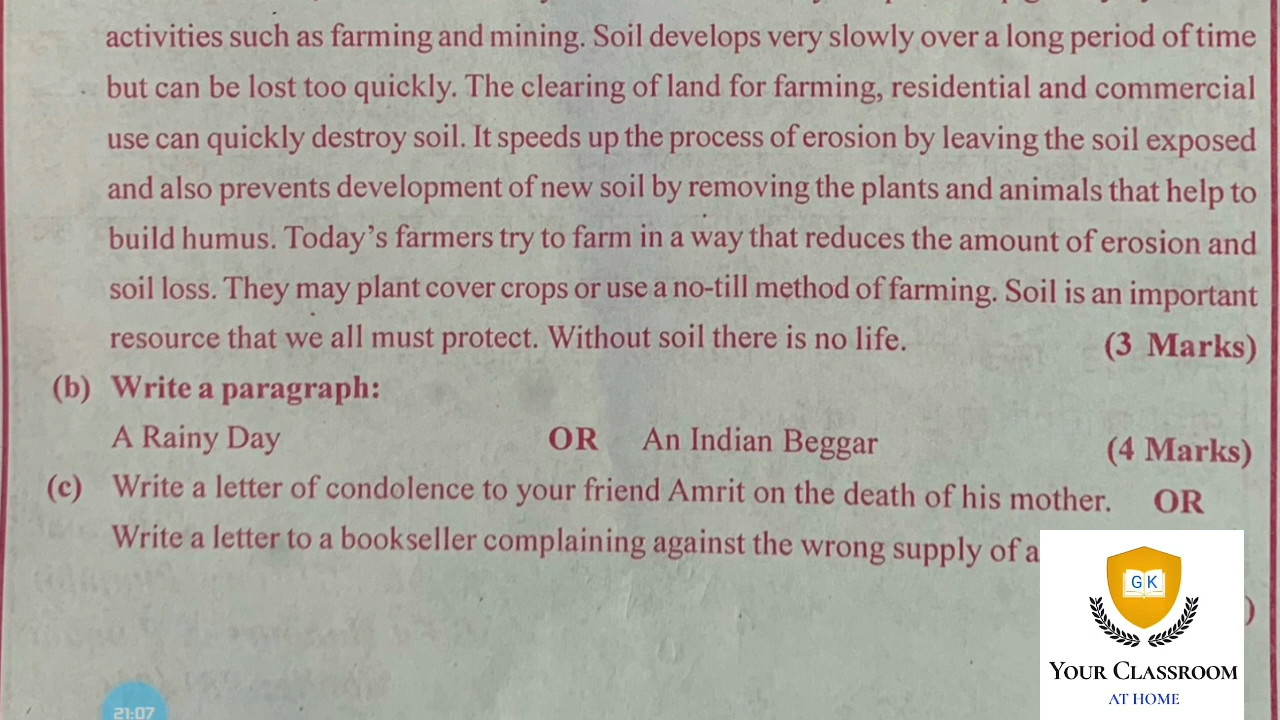 activities such as farming and mining. Soil develops very slowly over a long period of time
but can be lost too quickly. The clearing of land for farming, residential and commercial
use can quickly destroy soil. It speeds up the process of erosion by leaving the soil exposed
and also prevents development of new soil by removing the plants and animals that help to
build humus. Today's farmers try to farm in a way that reduces the amount of erosion and
soil loss. They may plant cover crops or use a no-till method of farming. Soil is an important
resource that we all must protect. Without soil there is no life. (3 Marks)
(b) Write a paragraph:
A Rainy Day OR An Indian Beggar (4 Marks)
(c) Write a letter of condolence to your friend Amrit on the death of his mother. OR
Write a letter to a bookseller complaining against the wrong supply of a
)
G K
YOUR CLASSROOM
AT HOME
21:07